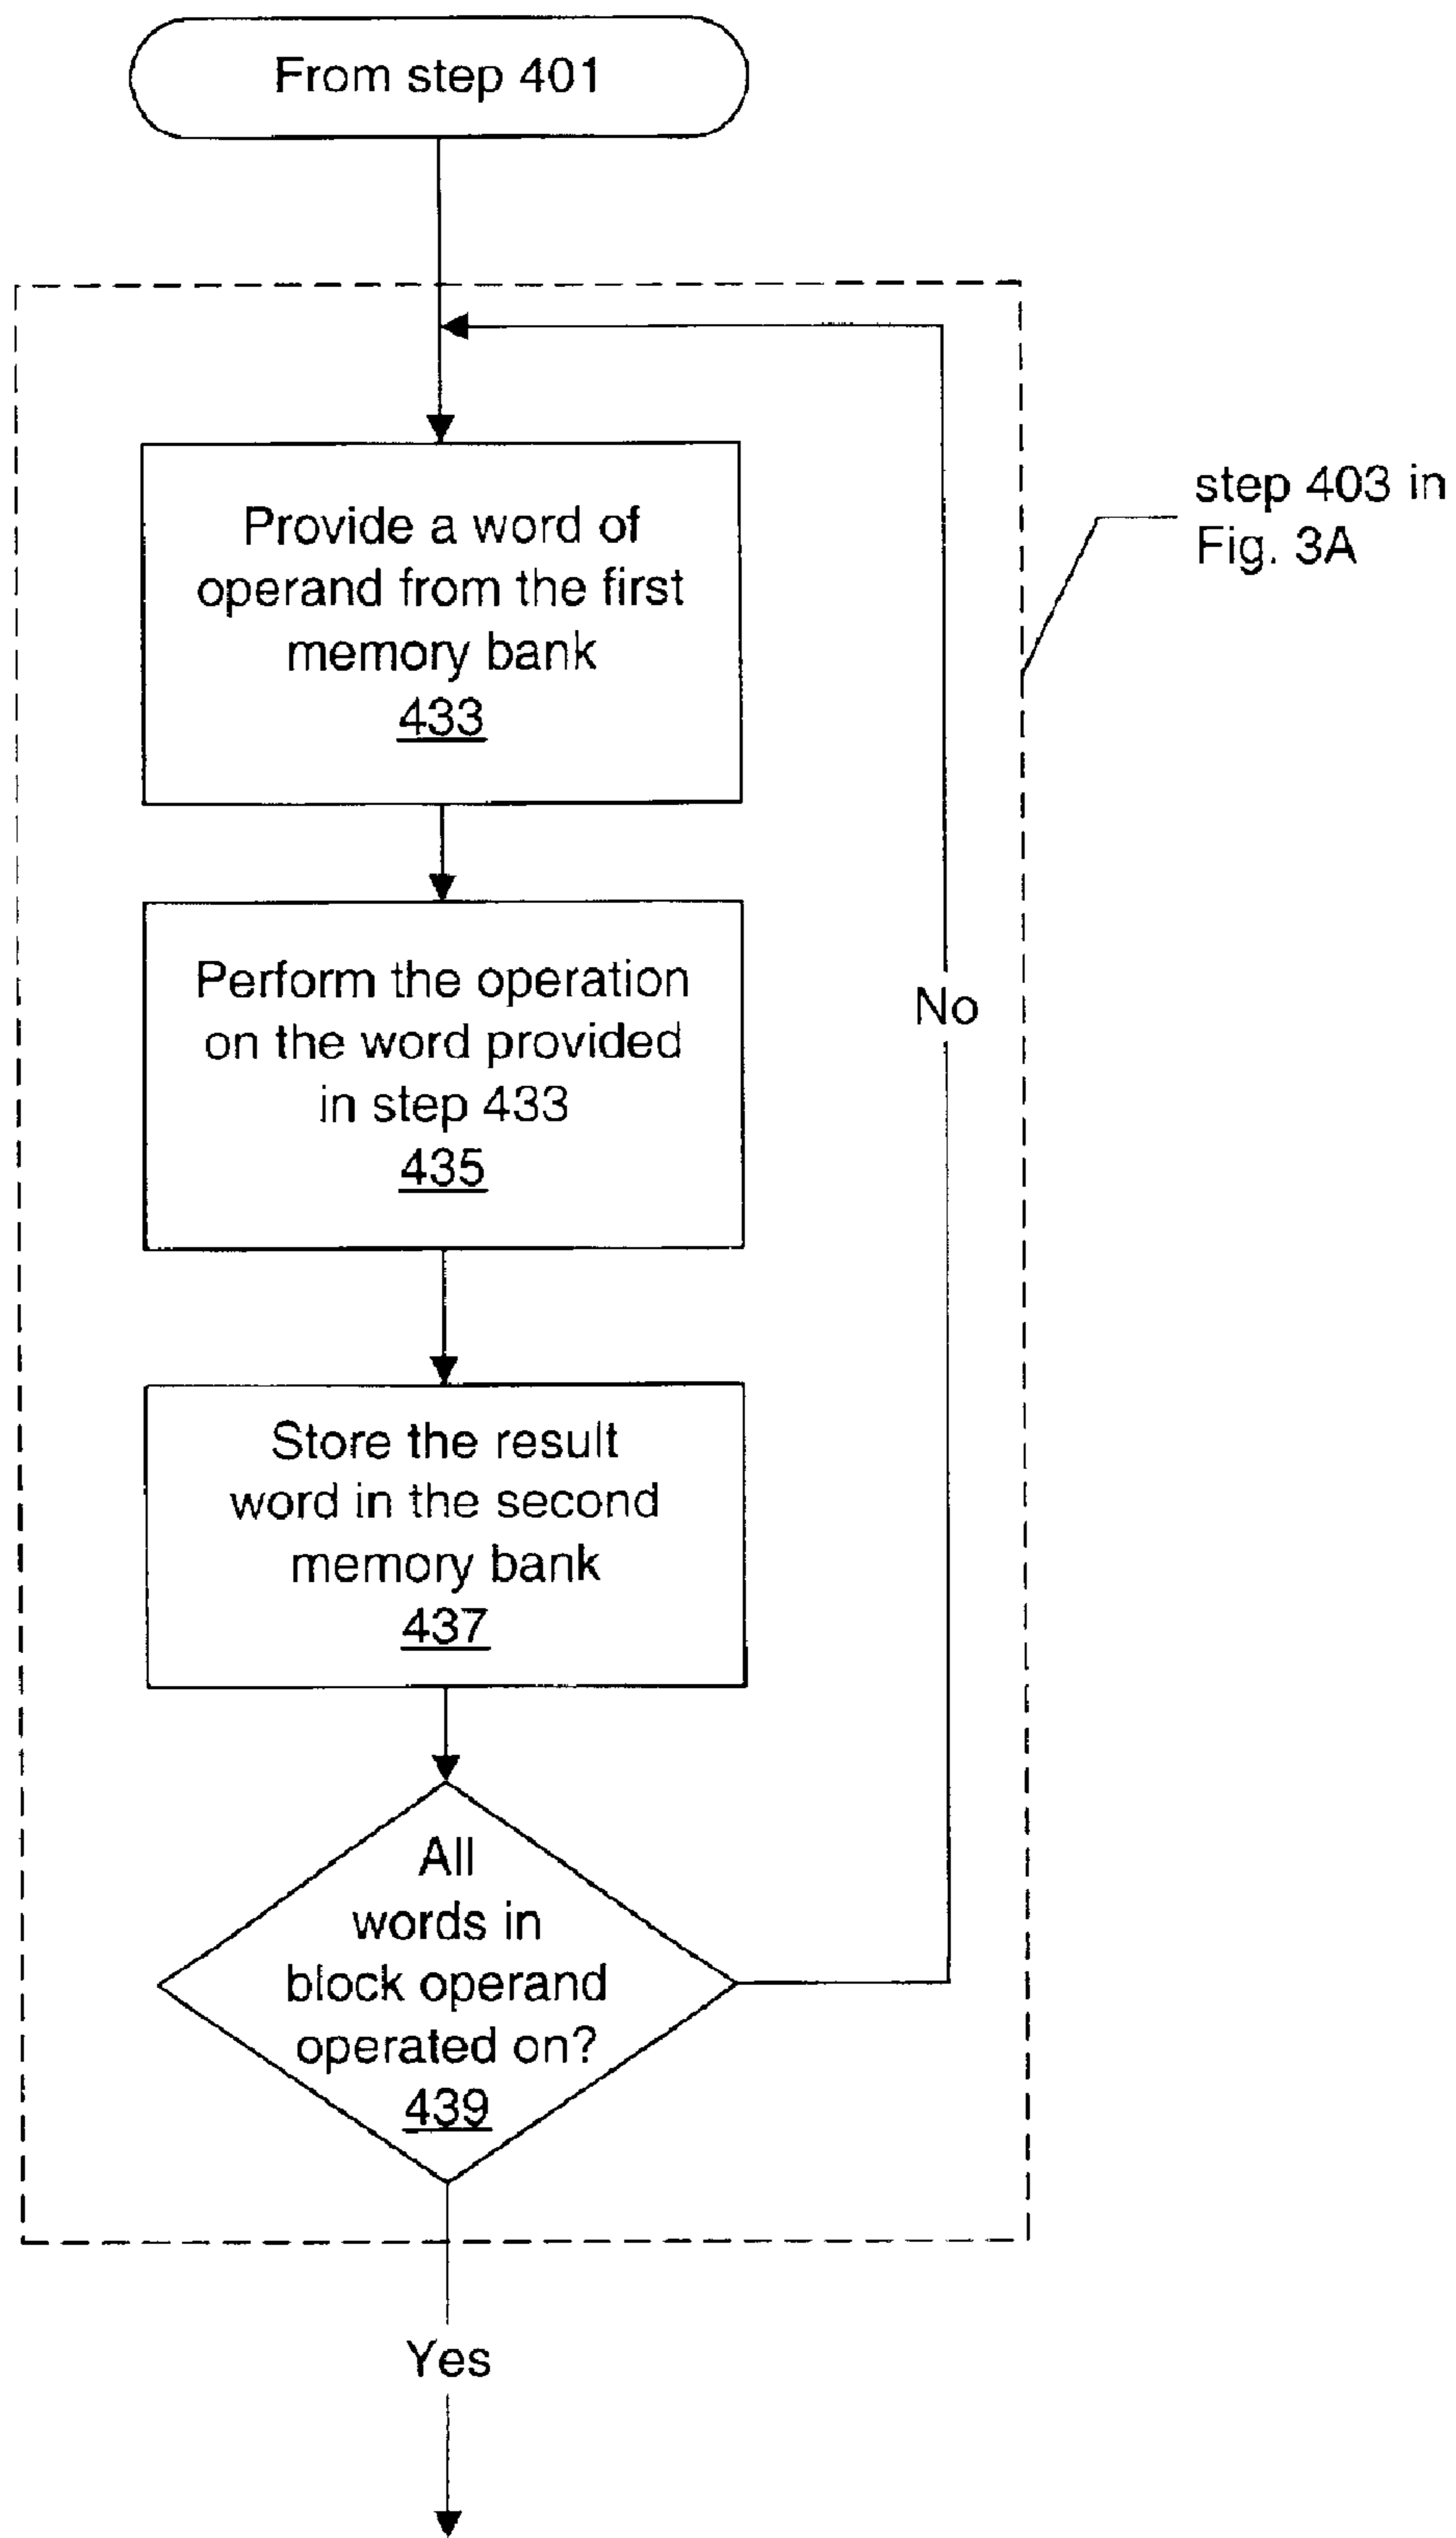 From step 401
step 403 in
Fig. 3A
Provide a word of
operand from the first
memory bank
433
Perform the operation
on the word provided
in step 433
435
No
Store the result
word in the second
memory bank
437
All
words in
block operand
operated on?
439
Yes